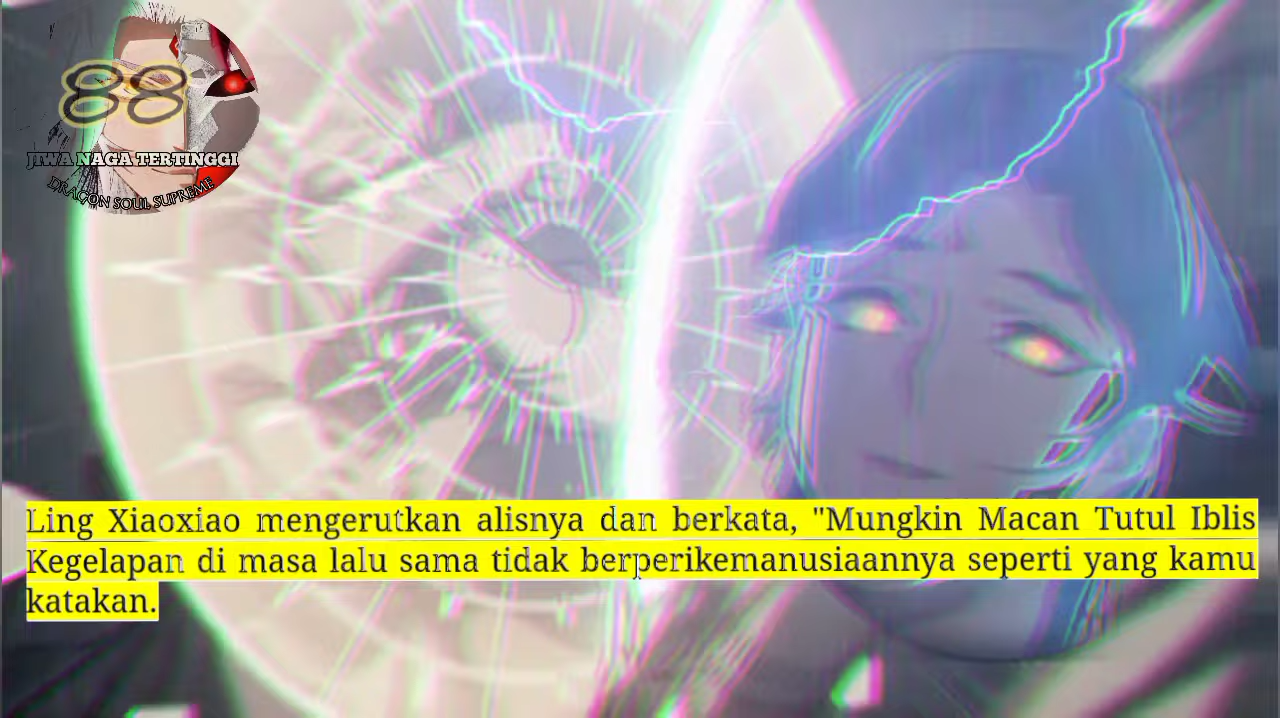 88
JIWA NAGA TERTINGGI
DRAGON SOUL SUPREME
Ling Xiaoxiao mengerutkan alisnya dan berkata, "Mungkin Macan Tutul Iblis
Kegelapan di masa lalu sama tidak berperikemanusiaannya seperti yang kamu
katakan.